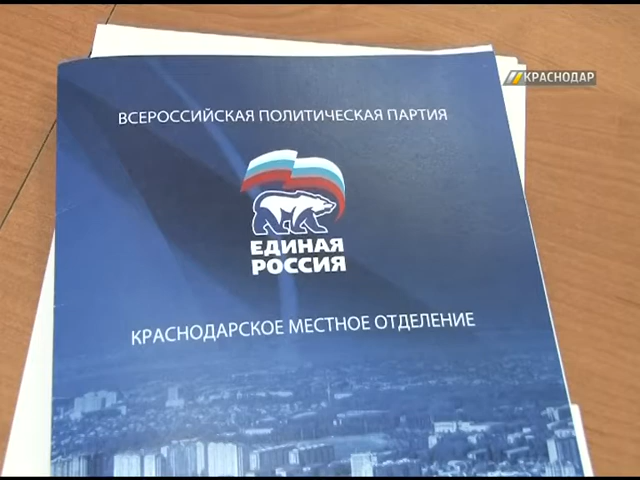 КРАСНОДАР
ВСЕРОССИЙСКАЯ ПОЛИТИЧЕСКАЯ ПАРТИЯ
ЕДИНАЯ
РОССИЯ
КРАСНОДАРСКОЕ МЕСТНОЕ ОТДЕЛЕНИЕ